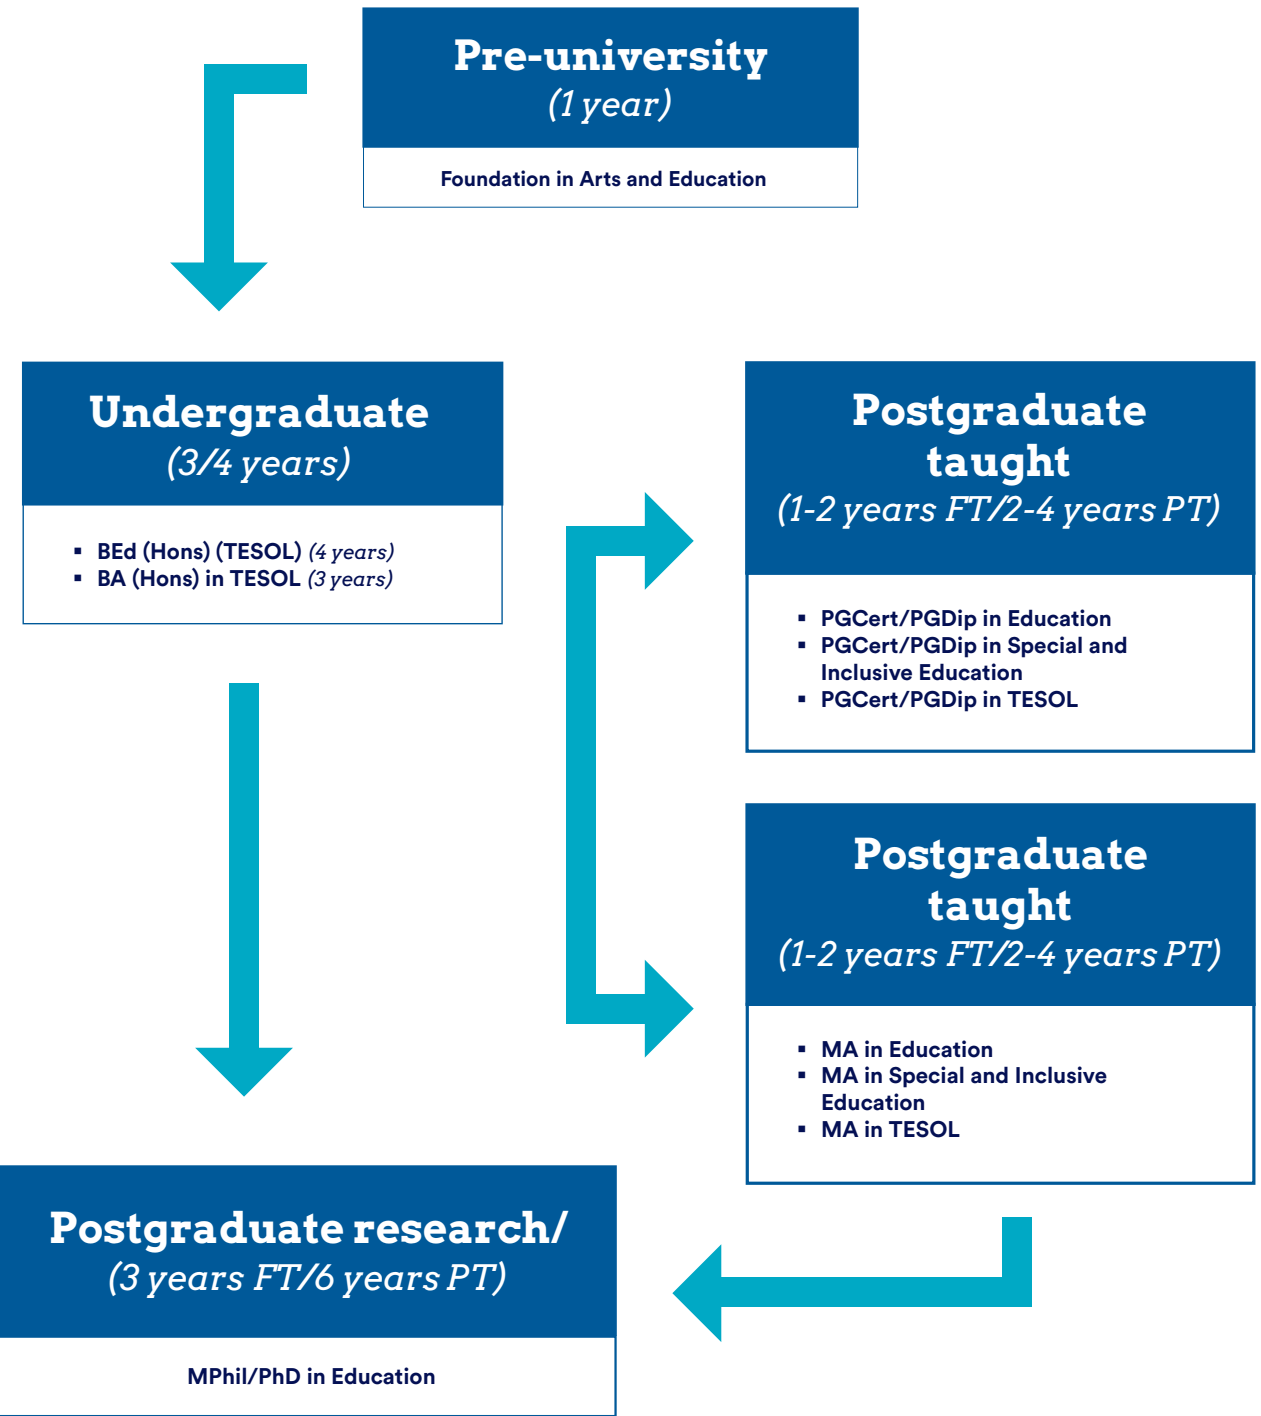 Pre-university
(1 year)
Foundation in Arts and Education
Undergraduate
(3/4 years)
▪ BEd (Hons) (TESOL) (4 years)
▪ BA (Hons) in TESOL (3 years)
Postgraduate
taught
(1-2 years FT/2-4 years PT)
▪ PGCert/PGDip in Education
▪ PGCert/PGDip in Special and
Inclusive Education
▪ PGCert/PGDip in TESOL
Postgraduate
taught
(1-2 years FT/2-4 years PT)
▪ MA in Education
▪ MA in Special and Inclusive
Education
▪ MA in TESOL
Postgraduate research/
(3 years FT/6 years PT)
MPhil/PhD in Education